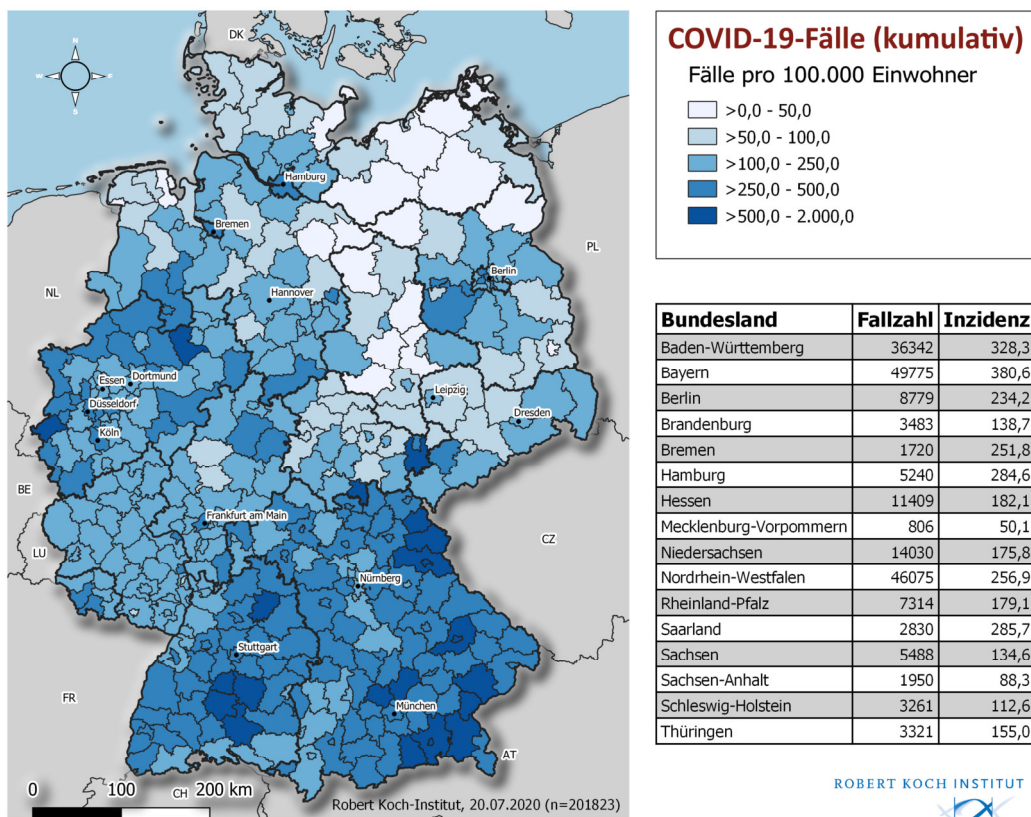 DK
N
W
S
Hamburg
Bremen
PL
NL
Berlin
Hannover
Essen
Dortmund
Düsseldorf
Leipzig
Dresden
Köln
BE
Frankfurt am Main
LU
CZ
Nürnberg
Stuttgart
FR
München
AT
CH
0 100 200 km
Robert Koch-Institut, 20.07.2020 (n=201823)
COVID-19-Fälle (kumulativ)
Fälle pro 100.000 Einwohner
>0,0 - 50,0
>50,0 - 100,0
>100,0 - 250,0
>250,0 - 500,0
>500,0 - 2.000,0
Bundesland Fallzahl Inzidenz
Baden-Württemberg 36342 328,3
Bayern 49775 380,6
Berlin 8779 234,2
Brandenburg 3483 138,7
Bremen 1720 251,8
Hamburg 5240 284,6
Hessen 11409 182,1
Mecklenburg-Vorpommern 806 50,1
Niedersachsen 14030 175,8
Nordrhein-Westfalen 46075 256,9
Rheinland-Pfalz 7314 179,1
Saarland 2830 285,7
Sachsen 5488 134,6
Sachsen-Anhalt 1950 88,3
Schleswig-Holstein 3261 112,6
Thüringen 3321 155,0
ROBERT KOCH INSTITUT